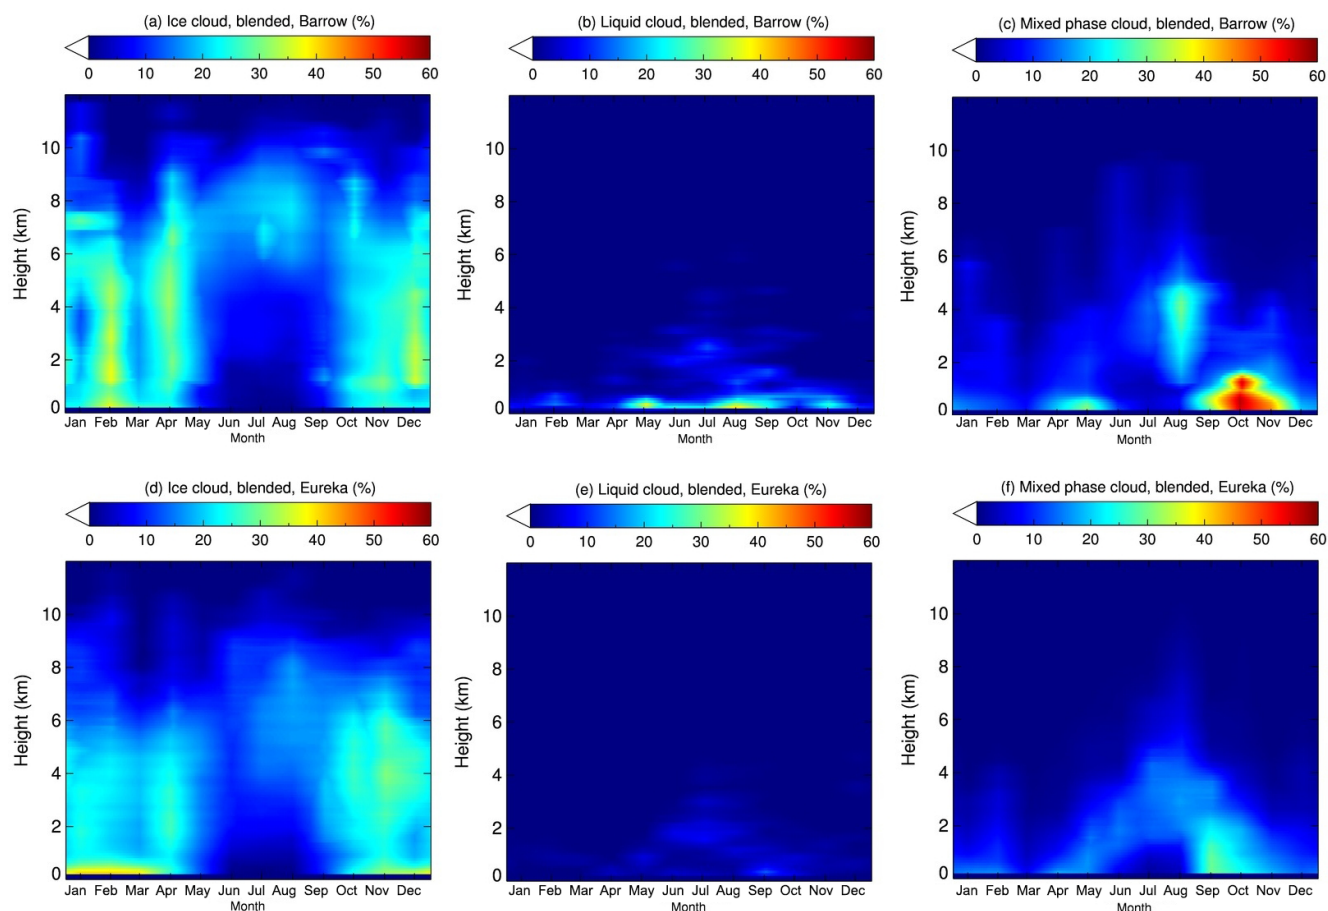 (a) Ice cloud, blended, Barrow (%)
0 10 20 30 40 50 60
10
8
6
4
2
0
Height (km)
Jan Feb Mar Apr May Jun Jul Aug Sep Oct Nov Dec
Month
(b) Liquid cloud, blended, Barrow (%)
0 10 20 30 40 50 60
10
8
6
4
2
0
Height (km)
Jan Feb Mar Apr May Jun Jul Aug Sep Oct Nov Dec
Month
(c) Mixed phase cloud, blended, Barrow (%)
0 10 20 30 40 50 60
10
8
6
4
2
0
Height (km)
Jan Feb Mar Apr May Jun Jul Aug Sep Oct Nov Dec
Month
(d) Ice cloud, blended, Eureka (%)
0 10 20 30 40 50 60
10
8
6
4
2
0
Height (km)
Jan Feb Mar Apr May Jun Jul Aug Sep Oct Nov Dec
Month
(e) Liquid cloud, blended, Eureka (%)
0 10 20 30 40 50 60
10
8
6
4
2
0
Height (km)
Jan Feb Mar Apr May Jun Jul Aug Sep Oct Nov Dec
Month
(f) Mixed phase cloud, blended, Eureka (%)
0 10 20 30 40 50 60
10
8
6
4
2
0
Height (km)
Jan Feb Mar Apr May Jun Jul Aug Sep Oct Nov Dec
Month